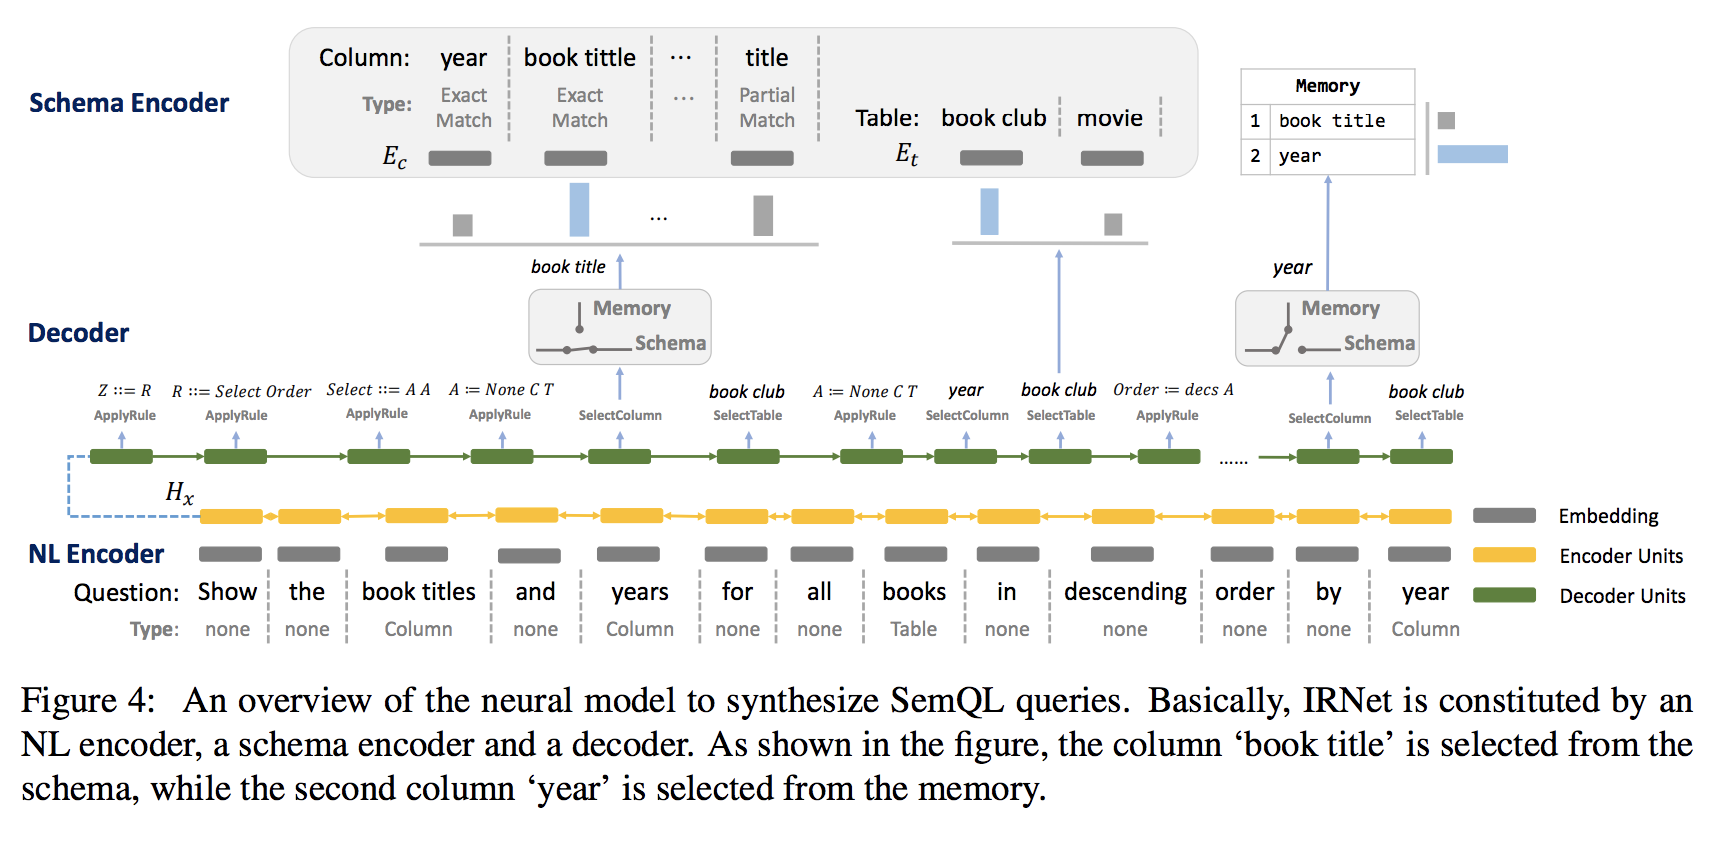 Schema Encoder
Column: year book tittle ... title
Type: Exact Match Exact Match ... Partial Match
E_c
Table: book club movie
E_t
Memory
1 book title
2 year
...
book title
year
Decoder
Memory
Schema
Memory
Schema
Z ::= R R ::= Select Order Select ::= A A A ≔ None C T book club A ≔ None C T year book club Order ≔ decs A book club
ApplyRule ApplyRule ApplyRule ApplyRule SelectColumn SelectTable ApplyRule SelectColumn SelectTable ApplyRule SelectColumn SelectTable
......
H_x
NL Encoder
Question: Show the book titles and years for all books in descending order by year
Type: none none Column none Column none none Table none none none none Column
Embedding
Encoder Units
Decoder Units
Figure 4: An overview of the neural model to synthesize SemQL queries. Basically, IRNet is constituted by an
NL encoder, a schema encoder and a decoder. As shown in the figure, the column ‘book title’ is selected from the
schema, while the second column ‘year’ is selected from the memory.